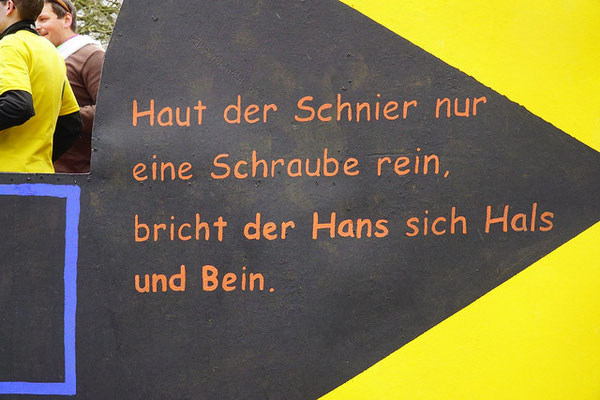 Haut der Schnier nur
eine Schraube rein,
bricht der Hans sich Hals
und Bein.